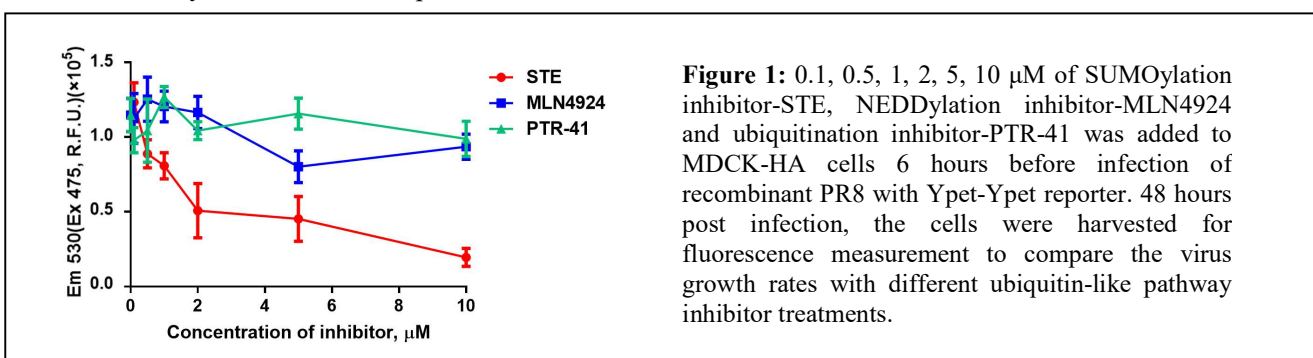 1.5
1.0
0.5
0.0
Em 530(Ex 475, R.F.U.)(×10⁵)
0 2 4 6 8 10
Concentration of inhibitor, μM
STE
MLN4924
PTR-41
Figure 1: 0.1, 0.5, 1, 2, 5, 10 μM of SUMOylation
inhibitor-STE, NEDDylation inhibitor-MLN4924
and ubiquitination inhibitor-PTR-41 was added to
MDCK-HA cells 6 hours before infection of
recombinant PR8 with Ypet-Ypet reporter. 48 hours
post infection, the cells were harvested for
fluorescence measurement to compare the virus
growth rates with different ubiquitin-like pathway
inhibitor treatments.